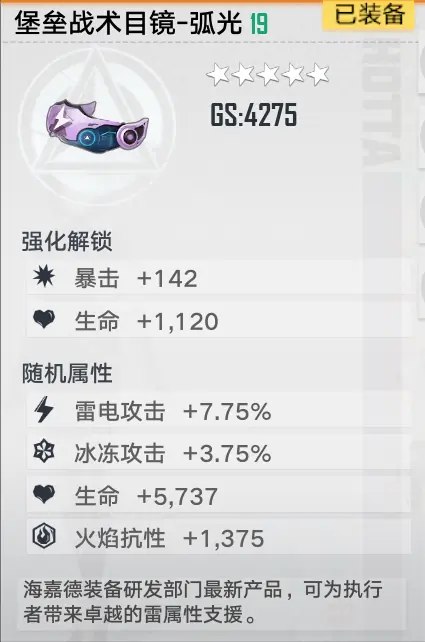 已装备
堡垒战术目镜-弧光 19
GS:4275
HOTTA
强化解锁
暴击 +142
生命 +1,120
随机属性
雷电攻击 +7.75%
冰冻攻击 +3.75%
生命 +5,737
火焰抗性 +1,375
海嘉德装备研发部门最新产品，可为执行
者带来卓越的雷属性支援。